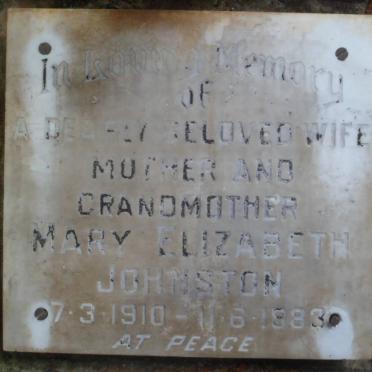 In Loving Memory
of
A DEARLY BELOVED WIFE
MOTHER AND
GRANDMOTHER
MARY ELIZABETH
JOHNSTON
7·3·1910 - 11·6·1983
AT PEACE